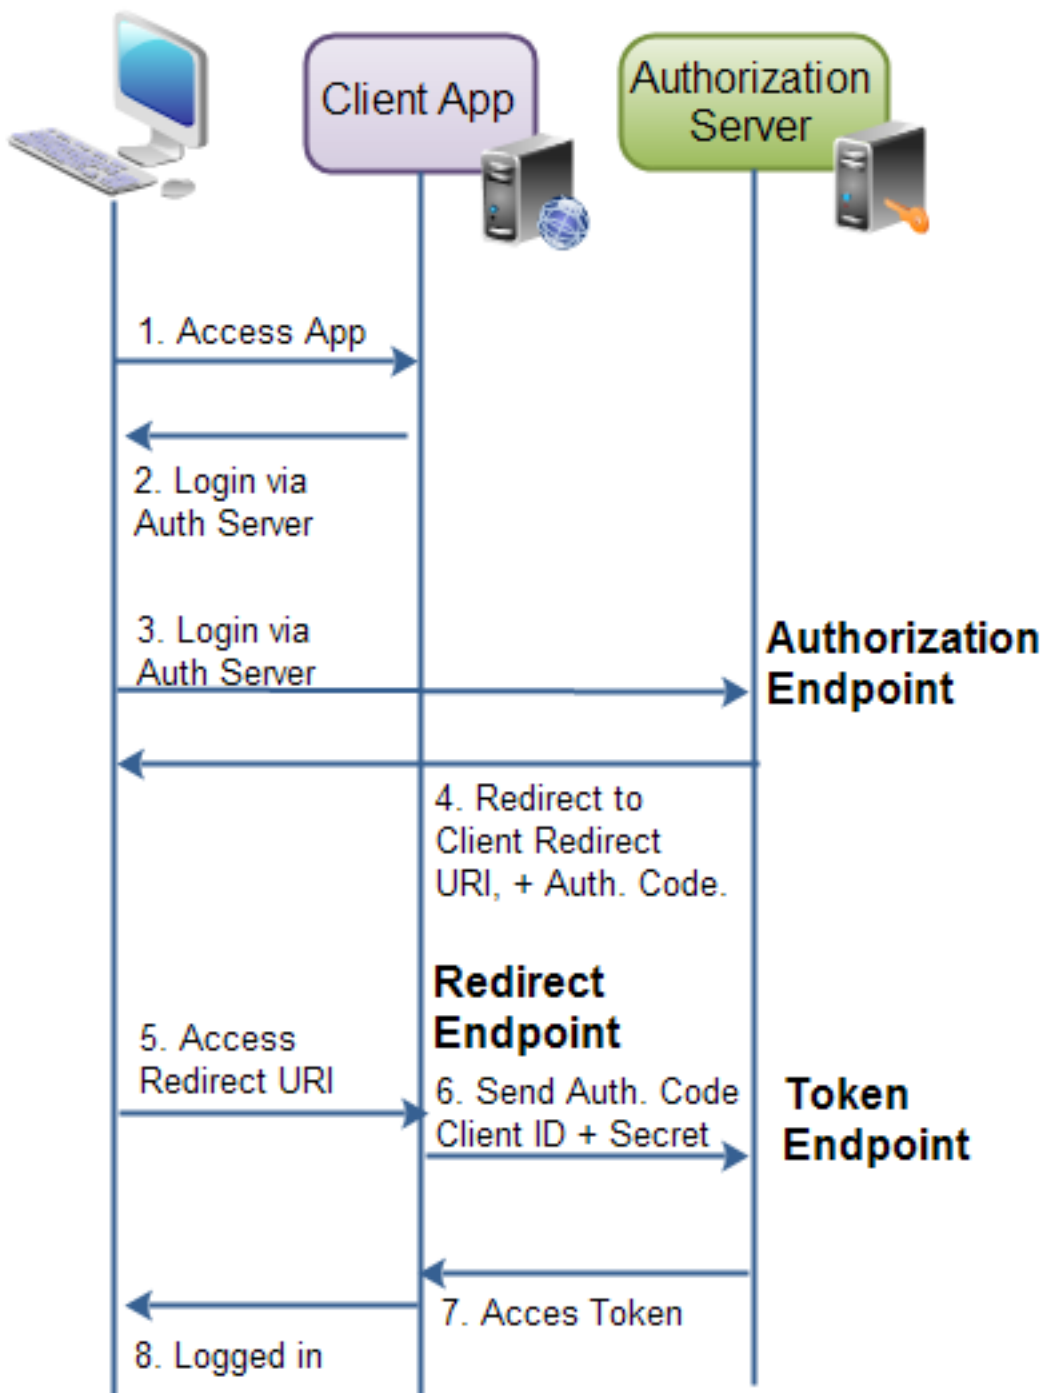 Client App
Authorization
Server
1. Access App
2. Login via
Auth Server
3. Login via
Auth Server
Authorization
Endpoint
4. Redirect to
Client Redirect
URI, + Auth. Code.
Redirect
Endpoint
5. Access
Redirect URI
6. Send Auth. Code
Client ID + Secret
Token
Endpoint
7. Acces Token
8. Logged in